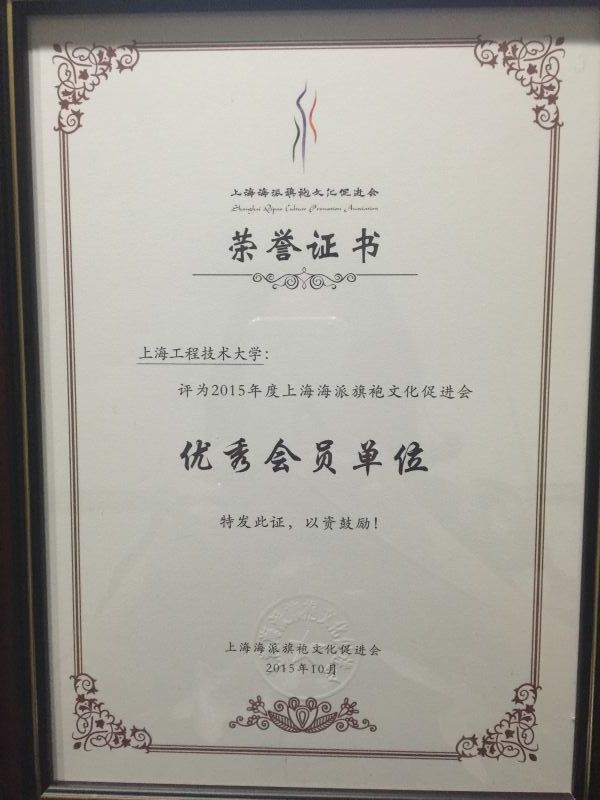 上海海派旗袍文化促进会
Shanghai Qipao Culture Promotion Association
荣誉证书
上海工程技术大学：
评为2015年度上海海派旗袍文化促进会
优秀会员单位
特发此证，以资鼓励！
上海海派旗袍文化促进会
2015年10月